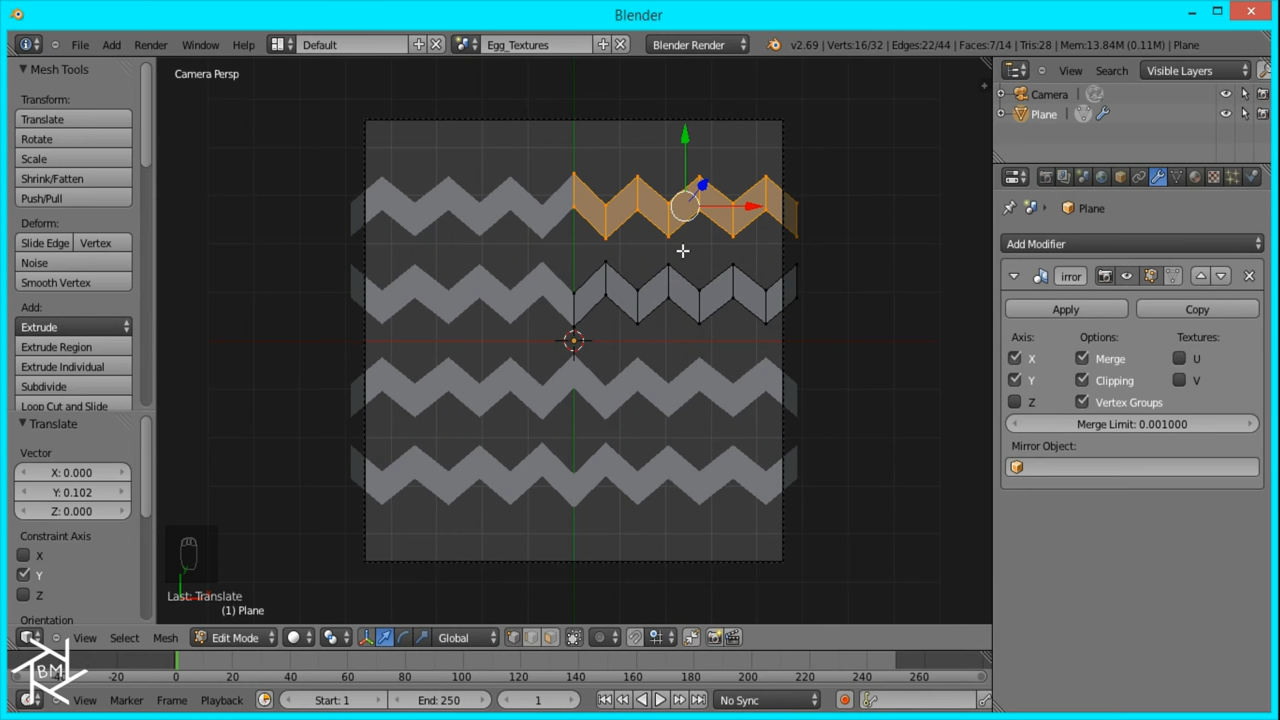 Blender
File Add Render Window Help Default Egg_Textures Blender Render v2.69 | Verts:16/32 | Edges:22/44 | Faces:7/14 | Tris:28 | Mem:13.84M (0.11M) | Plane
Mesh Tools
Transform:
Translate
Rotate
Scale
Shrink/Fatten
Push/Pull
Deform:
Slide Edge Vertex
Noise
Smooth Vertex
Add:
Extrude
Extrude Region
Extrude Individual
Subdivide
Loop Cut and Slide
Translate
Vector
X: 0.000
Y: 0.102
Z: 0.000
Constraint Axis
X
Y
Z
Orientation
Camera Persp
Last: Translate
(1) Plane
View Select Mesh Edit Mode Global
-20 0 20 40 60 80 100 120 140 160 180 200 220 240 260
View Marker Frame Playback Start: 1 End: 250 1 No Sync
BM
View Search Visible Layers
Camera
Plane
Plane
Add Modifier
irror
Apply Copy
Axis: Options: Textures:
X Merge U
Y Clipping V
Z Vertex Groups
Merge Limit: 0.001000
Mirror Object: